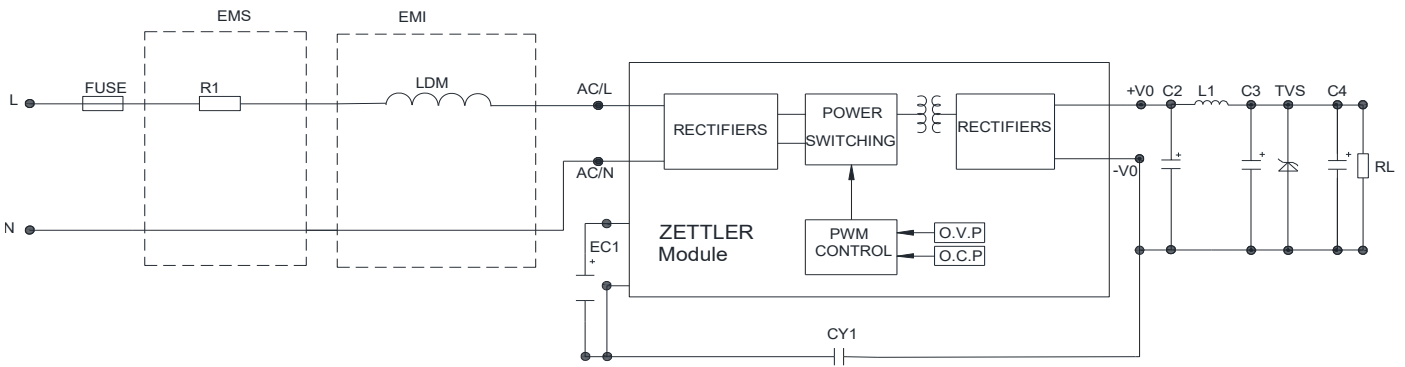 EMS
EMI
L
FUSE
R1
LDM
AC/L
AC/N
N
RECTIFIERS
POWER
SWITCHING
RECTIFIERS
+V0
C2
L1
C3
TVS
C4
-V0
RL
EC1
+
+
+
+
ZETTLER
Module
PWM
CONTROL
O.V.P
O.C.P
CY1